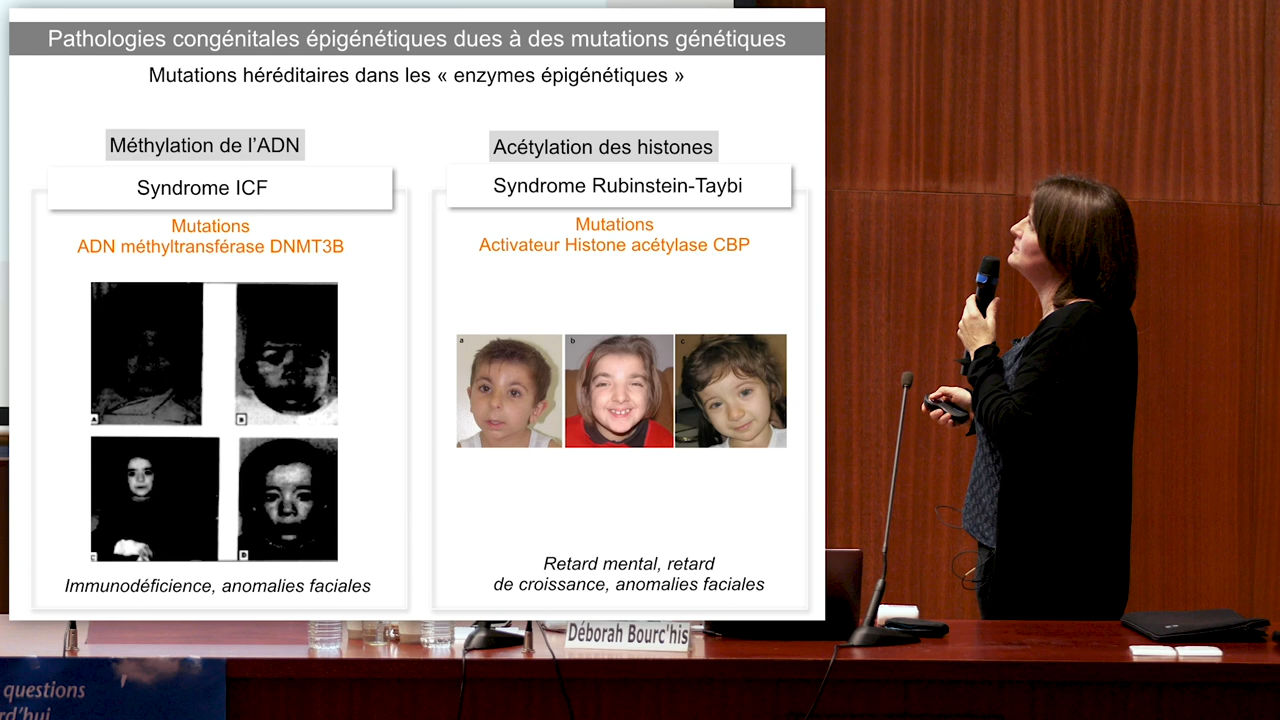 Pathologies congénitales épigénétiques dues à des mutations génétiques
Mutations héréditaires dans les « enzymes épigénétiques »
Méthylation de l'ADN
Syndrome ICF
Mutations
ADN méthyltransférase DNMT3B
A
B
C
D
Immunodéficience, anomalies faciales
Acétylation des histones
Syndrome Rubinstein-Taybi
Mutations
Activateur Histone acétylase CBP
a
b
c
Retard mental, retard
de croissance, anomalies faciales
Déborah Bourc'his
questions
rd'hui